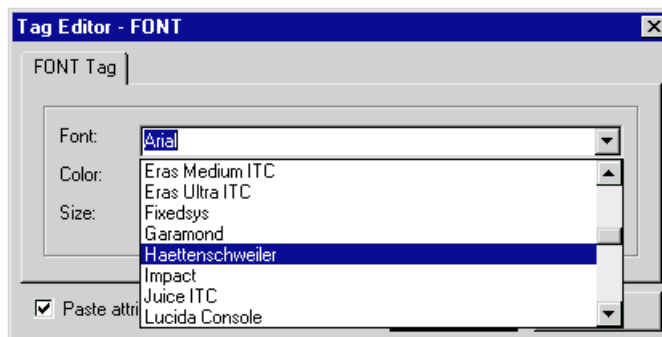 Tag Editor - FONT
FONT Tag
Font:
Arial
Color:
Eras Medium ITC
Eras Ultra ITC
Size:
Fixedsys
Garamond
Haettenschweiler
Impact
Juice ITC
Lucida Console
Paste attri